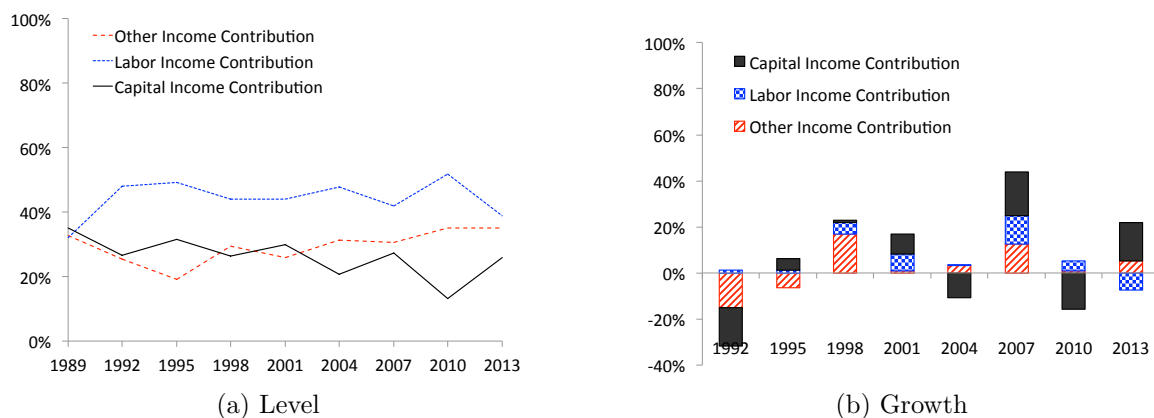 100%
80%
60%
40%
20%
0%
Other Income Contribution
Labor Income Contribution
Capital Income Contribution
1989 1992 1995 1998 2001 2004 2007 2010 2013
(a) Level
100%
80%
60%
40%
20%
0%
-20%
-40%
Capital Income Contribution
Labor Income Contribution
Other Income Contribution
1992 1995 1998 2001 2004 2007 2010 2013
(b) Growth